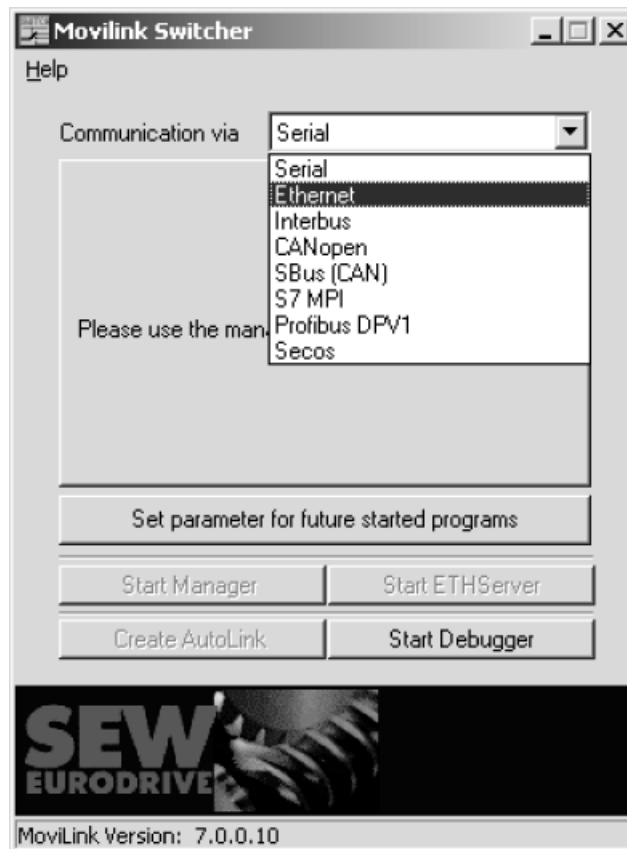 Movilink Switcher
Help
Communication via Serial
Serial
Ethernet
Interbus
CANopen
SBus (CAN)
S7 MPI
Please use the man
Profibus DPV1
Secos
Set parameter for future started programs
Start Manager Start ETHServer
Create AutoLink Start Debugger
SEW
EURODRIVE
MoviLink Version: 7.0.0.10